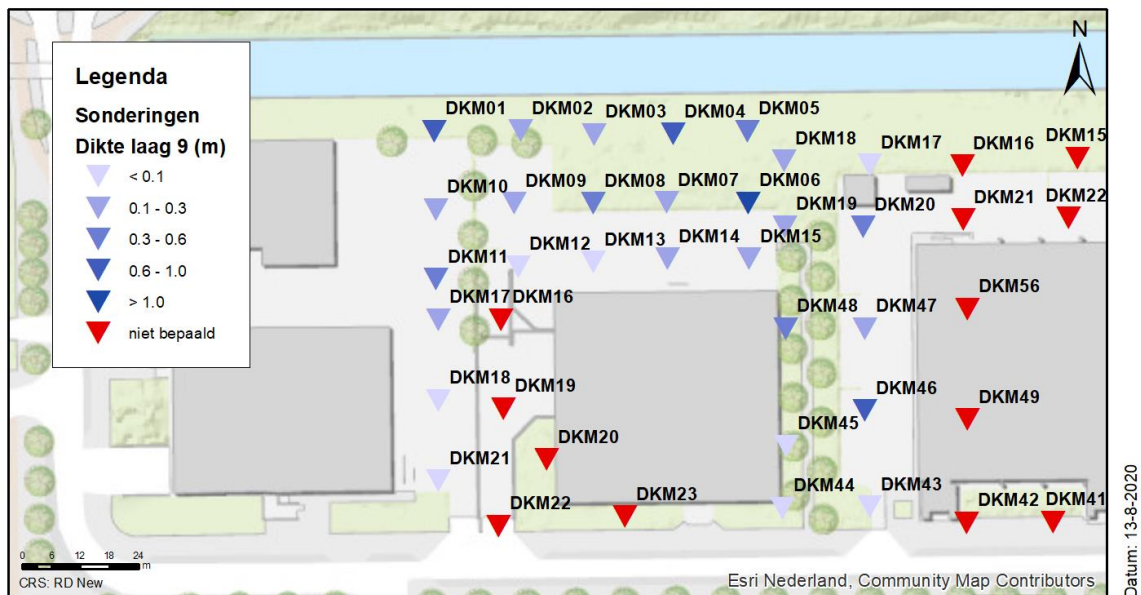 N
Legenda
Sonderingen
Dikte laag 9 (m)
< 0.1
0.1 - 0.3
0.3 - 0.6
0.6 - 1.0
> 1.0
niet bepaald
DKM01 DKM02 DKM03 DKM04 DKM05
DKM18 DKM17 DKM16 DKM15
DKM10 DKM09 DKM08 DKM07 DKM06
DKM19 DKM20 DKM21 DKM22
DKM11 DKM12 DKM13 DKM14 DKM15
DKM17 DKM16 DKM48 DKM47 DKM56
DKM18 DKM19 DKM46 DKM49
DKM20 DKM45
DKM21 DKM44 DKM43
DKM22 DKM23 DKM42 DKM41
0 6 12 18 24
m
CRS: RD New
Esri Nederland, Community Map Contributors
Datum: 13-8-2020